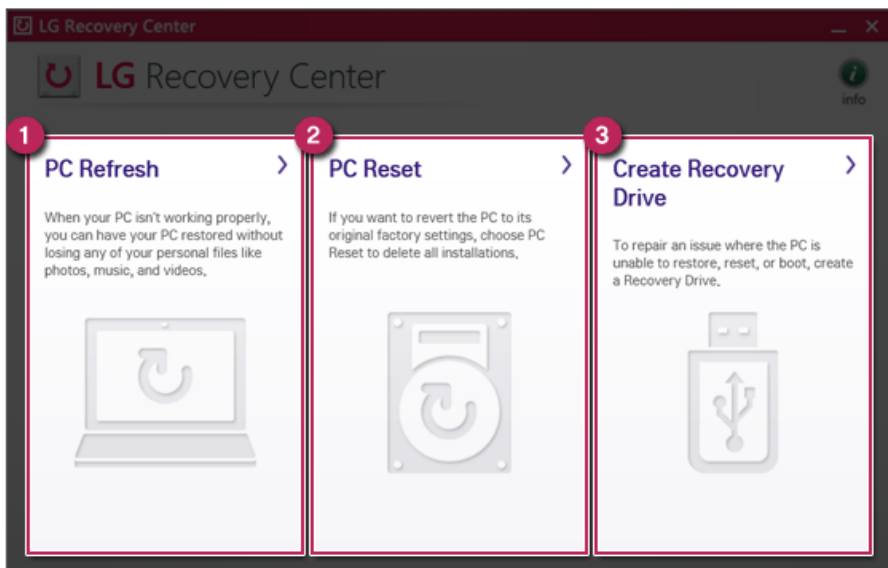 LG Recovery Center
LG Recovery Center
info
1
PC Refresh
When your PC isn't working properly,
you can have your PC restored without
losing any of your personal files like
photos, music, and videos.
2
PC Reset
If you want to revert the PC to its
original factory settings, choose PC
Reset to delete all installations.
3
Create Recovery
Drive
To repair an issue where the PC is
unable to restore, reset, or boot, create
a Recovery Drive.